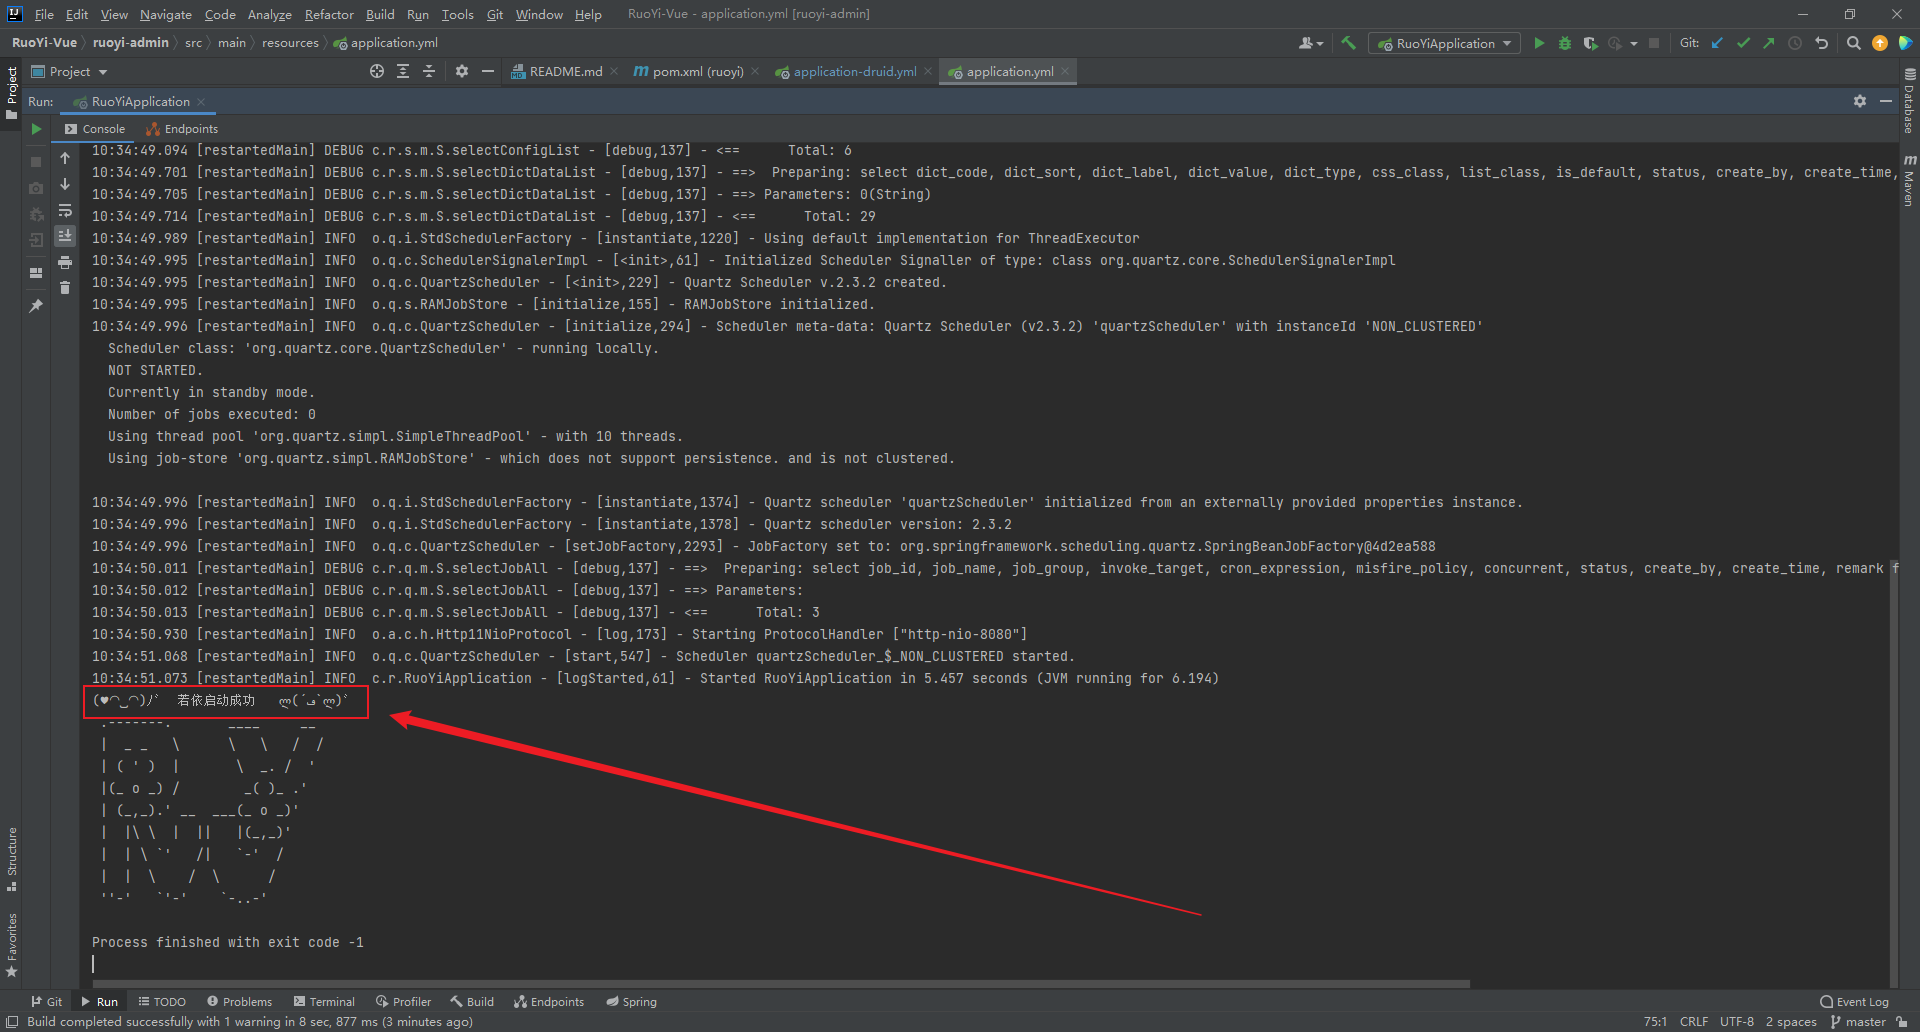 File Edit View Navigate Code Analyze Refactor Build Run Tools Git Window Help RuoYi-Vue - application.yml [ruoyi-admin]
RuoYi-Vue ruoyi-admin src main resources application.yml RuoYiApplication Git:
Project README.md pom.xml (ruoyi) application-druid.yml application.yml
Run: RuoYiApplication
Console Endpoints
10:34:49.094 [restartedMain] DEBUG c.r.s.m.S.selectConfigList - [debug,137] - <==      Total: 6
10:34:49.701 [restartedMain] DEBUG c.r.s.m.S.selectDictDataList - [debug,137] - ==>  Preparing: select dict_code, dict_sort, dict_label, dict_value, dict_type, css_class, list_class, is_default, status, create_by, create_time,
10:34:49.705 [restartedMain] DEBUG c.r.s.m.S.selectDictDataList - [debug,137] - ==> Parameters: 0(String)
10:34:49.714 [restartedMain] DEBUG c.r.s.m.S.selectDictDataList - [debug,137] - <==      Total: 29
10:34:49.989 [restartedMain] INFO  o.q.i.StdSchedulerFactory - [instantiate,1220] - Using default implementation for ThreadExecutor
10:34:49.995 [restartedMain] INFO  o.q.c.SchedulerSignalerImpl - [<init>,61] - Initialized Scheduler Signaller of type: class org.quartz.core.SchedulerSignalerImpl
10:34:49.995 [restartedMain] INFO  o.q.c.QuartzScheduler - [<init>,229] - Quartz Scheduler v.2.3.2 created.
10:34:49.995 [restartedMain] INFO  o.q.s.RAMJobStore - [initialize,155] - RAMJobStore initialized.
10:34:49.996 [restartedMain] INFO  o.q.c.QuartzScheduler - [initialize,294] - Scheduler meta-data: Quartz Scheduler (v2.3.2) 'quartzScheduler' with instanceId 'NON_CLUSTERED'
  Scheduler class: 'org.quartz.core.QuartzScheduler' - running locally.
  NOT STARTED.
  Currently in standby mode.
  Number of jobs executed: 0
  Using thread pool 'org.quartz.simpl.SimpleThreadPool' - with 10 threads.
  Using job-store 'org.quartz.simpl.RAMJobStore' - which does not support persistence. and is not clustered.
10:34:49.996 [restartedMain] INFO  o.q.i.StdSchedulerFactory - [instantiate,1374] - Quartz scheduler 'quartzScheduler' initialized from an externally provided properties instance.
10:34:49.996 [restartedMain] INFO  o.q.i.StdSchedulerFactory - [instantiate,1378] - Quartz scheduler version: 2.3.2
10:34:49.996 [restartedMain] INFO  o.q.c.QuartzScheduler - [setJobFactory,2293] - JobFactory set to: org.springframework.scheduling.quartz.SpringBeanJobFactory@4d2ea588
10:34:50.011 [restartedMain] DEBUG c.r.q.m.S.selectJobAll - [debug,137] - ==>  Preparing: select job_id, job_name, job_group, invoke_target, cron_expression, misfire_policy, concurrent, status, create_by, create_time, remark f
10:34:50.012 [restartedMain] DEBUG c.r.q.m.S.selectJobAll - [debug,137] - ==> Parameters:
10:34:50.013 [restartedMain] DEBUG c.r.q.m.S.selectJobAll - [debug,137] - <==      Total: 3
10:34:50.930 [restartedMain] INFO  o.a.c.h.Http11NioProtocol - [log,173] - Starting ProtocolHandler ["http-nio-8080"]
10:34:51.068 [restartedMain] INFO  o.q.c.QuartzScheduler - [start,547] - Scheduler quartzScheduler_$_NON_CLUSTERED started.
10:34:51.073 [restartedMain] INFO  c.r.RuoYiApplication - [logStarted,61] - Started RuoYiApplication in 5.457 seconds (JVM running for 6.194)
(♥◠‿◠)ノ゙  若依启动成功   ლ(´ڡ`ლ)゙
 .-------.       ____     __
 |  _ _   \      \   \   /  /
 | ( ' )  |       \  _. /  '
 |(_ o _) /        _( )_ .'
 | (_,_).' __  ___(_ o _)'
 |  |\ \  |  ||   |(_,_)'
 |  | \ `'   /|   `-'  /
 |  |  \    /  \      /
 ''-'   `'-'    `-..-'
Process finished with exit code -1
Git Run TODO Problems Terminal Profiler Build Endpoints Spring Event Log
Build completed successfully with 1 warning in 8 sec, 877 ms (3 minutes ago) 75:1 CRLF UTF-8 2 spaces master
Project
Structure
Favorites
Database
Maven